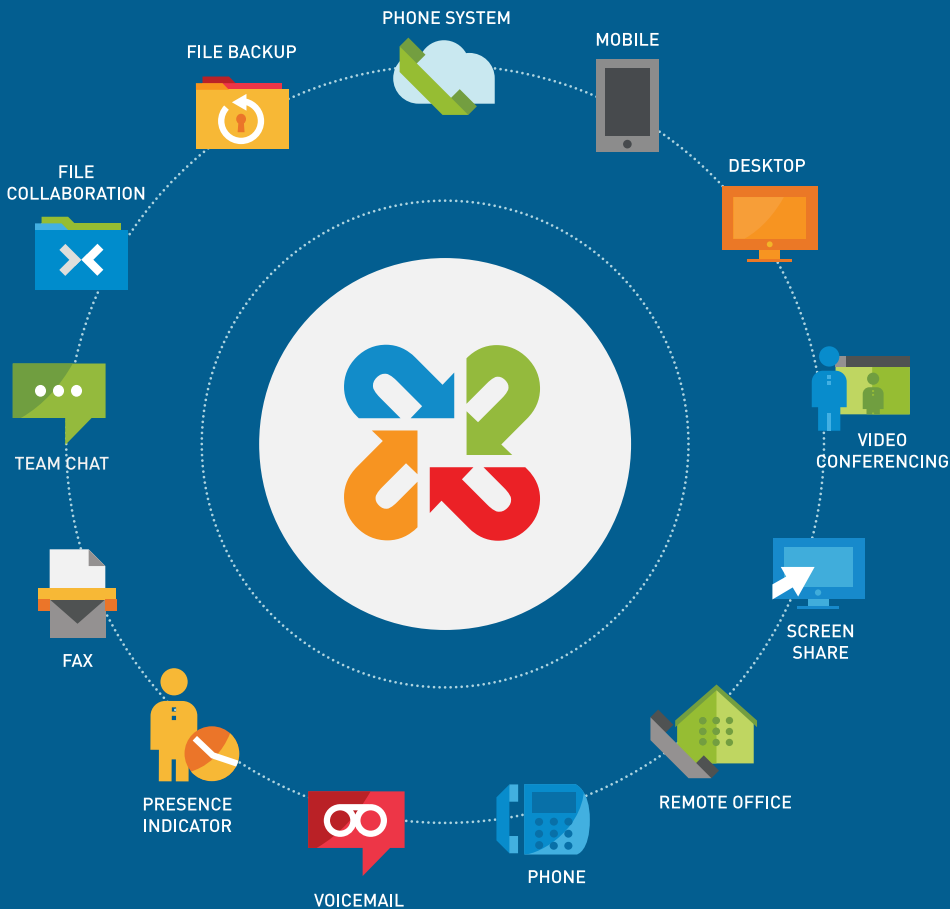 PHONE SYSTEM
MOBILE
FILE BACKUP
DESKTOP
FILE
COLLABORATION
VIDEO
CONFERENCING
TEAM CHAT
SCREEN
SHARE
FAX
REMOTE OFFICE
PRESENCE
INDICATOR
PHONE
VOICEMAIL